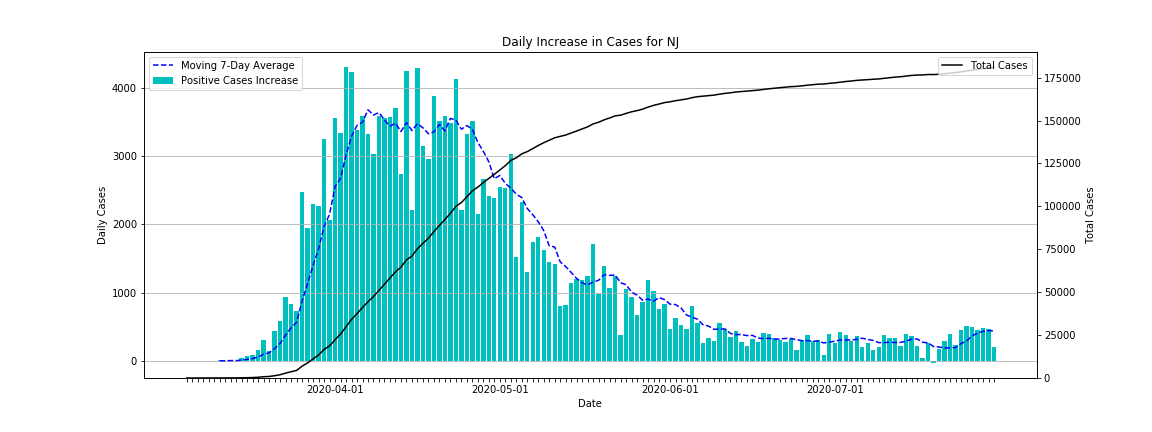 Daily Increase in Cases for NJ
Moving 7-Day Average
Positive Cases Increase
Total Cases
4000
3000
2000
1000
0
Daily Cases
175000
150000
125000
100000
75000
50000
25000
0
Total Cases
2020-04-01 2020-05-01 2020-06-01 2020-07-01
Date